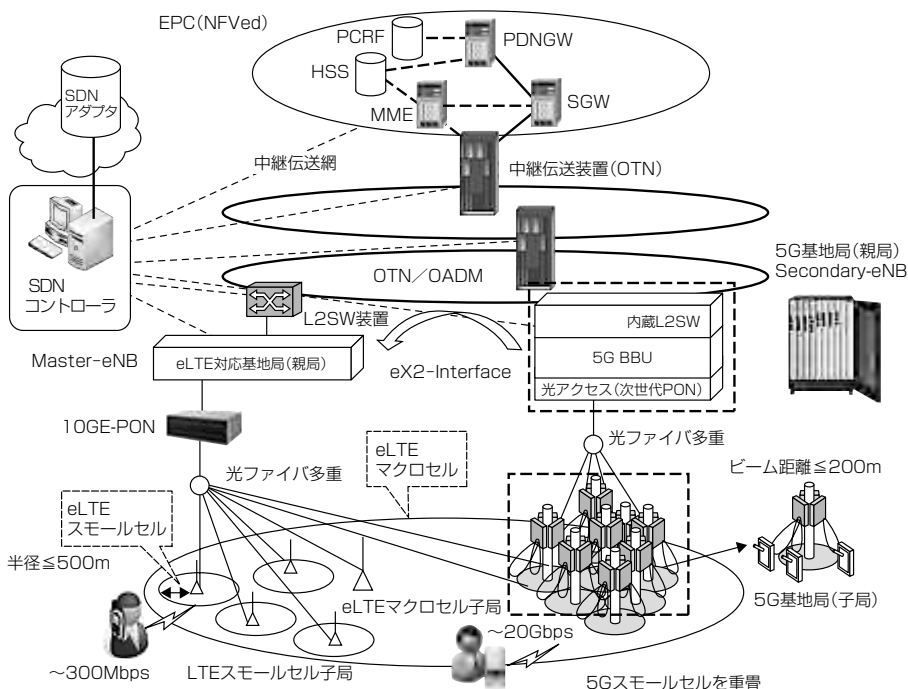 EPC(NFVed)
PCRF
PDNGW
HSS
MME
SGW
SDN
アダプタ
中継伝送網
中継伝送装置(OTN)
SDN
コントローラ
OTN/OADM
5G基地局(親局)
Secondary-eNB
L2SW装置
内蔵L2SW
Master-eNB
eLTE対応基地局(親局)
5G BBU
eX2-Interface
光アクセス(次世代PON)
10GE-PON
光ファイバ多重
光ファイバ多重
eLTE
マクロセル
ビーム距離≦200m
eLTE
スモールセル
半径≦500m
eLTEマクロセル子局
5G基地局(子局)
~300Mbps
LTEスモールセル子局
~20Gbps
5Gスモールセルを重畳